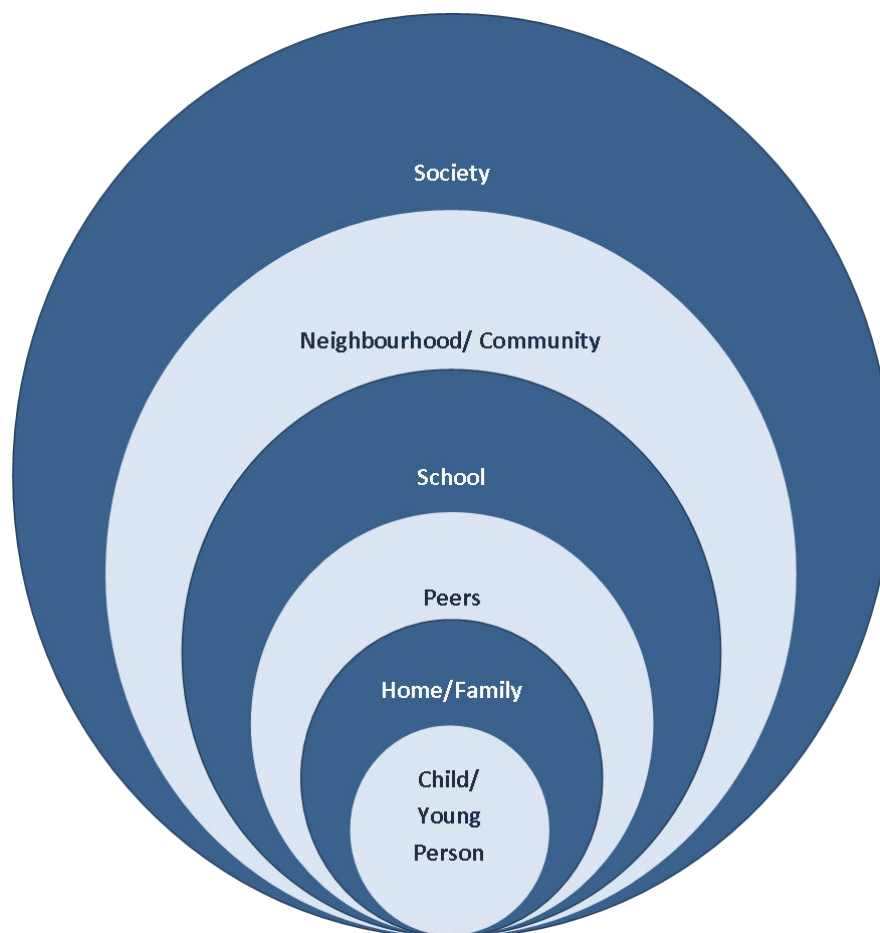 Society
Neighbourhood/ Community
School
Peers
Home/Family
Child/
Young
Person